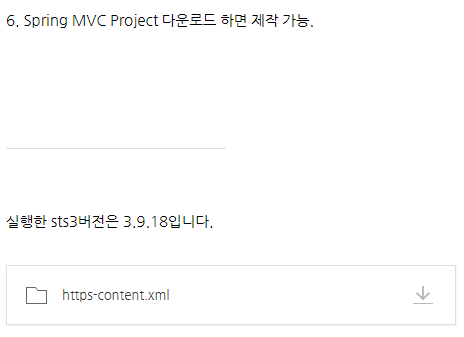 6. Spring MVC Project 다운로드 하면 제작 가능.
실행한 sts3버전은 3.9.18입니다.
https-content.xml